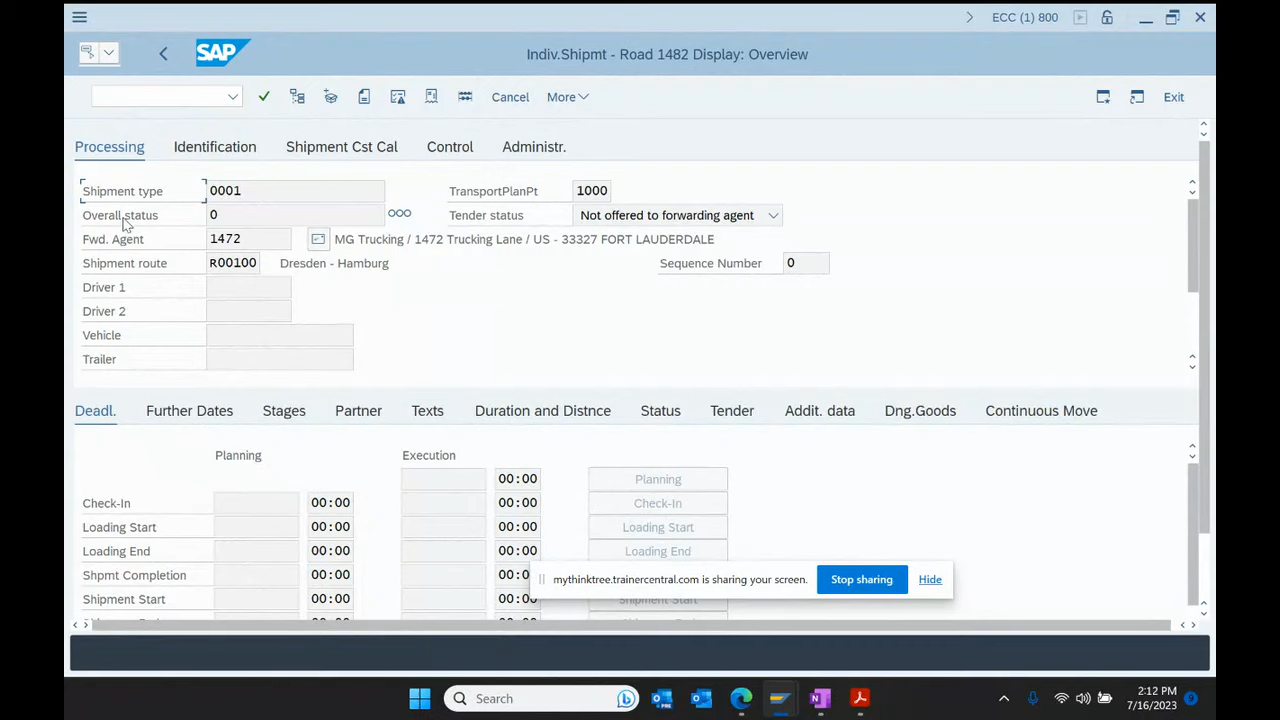 ECC (1) 800
SAP
Indiv.Shipmt - Road 1482 Display: Overview
Cancel More Exit
Processing Identification Shipment Cst Cal Control Administr.
Shipment type 0001 TransportPlanPt 1000
Overall status 0 Tender status Not offered to forwarding agent
Fwd. Agent 1472 MG Trucking / 1472 Trucking Lane / US - 33327 FORT LAUDERDALE
Shipment route R00100 Dresden - Hamburg Sequence Number 0
Driver 1
Driver 2
Vehicle
Trailer
Deadl. Further Dates Stages Partner Texts Duration and Distnce Status Tender Addit. data Dng.Goods Continuous Move
Planning Execution
00:00 Planning
Check-In 00:00 00:00 Check-In
Loading Start 00:00 00:00 Loading Start
Loading End 00:00 00:00 Loading End
Shpmt Completion 00:00 00:00
mythinktree.trainercentral.com is sharing your screen. Stop sharing Hide
Shipment Start 00:00 00:00 Shipment Start
Search
2:12 PM
7/16/2023